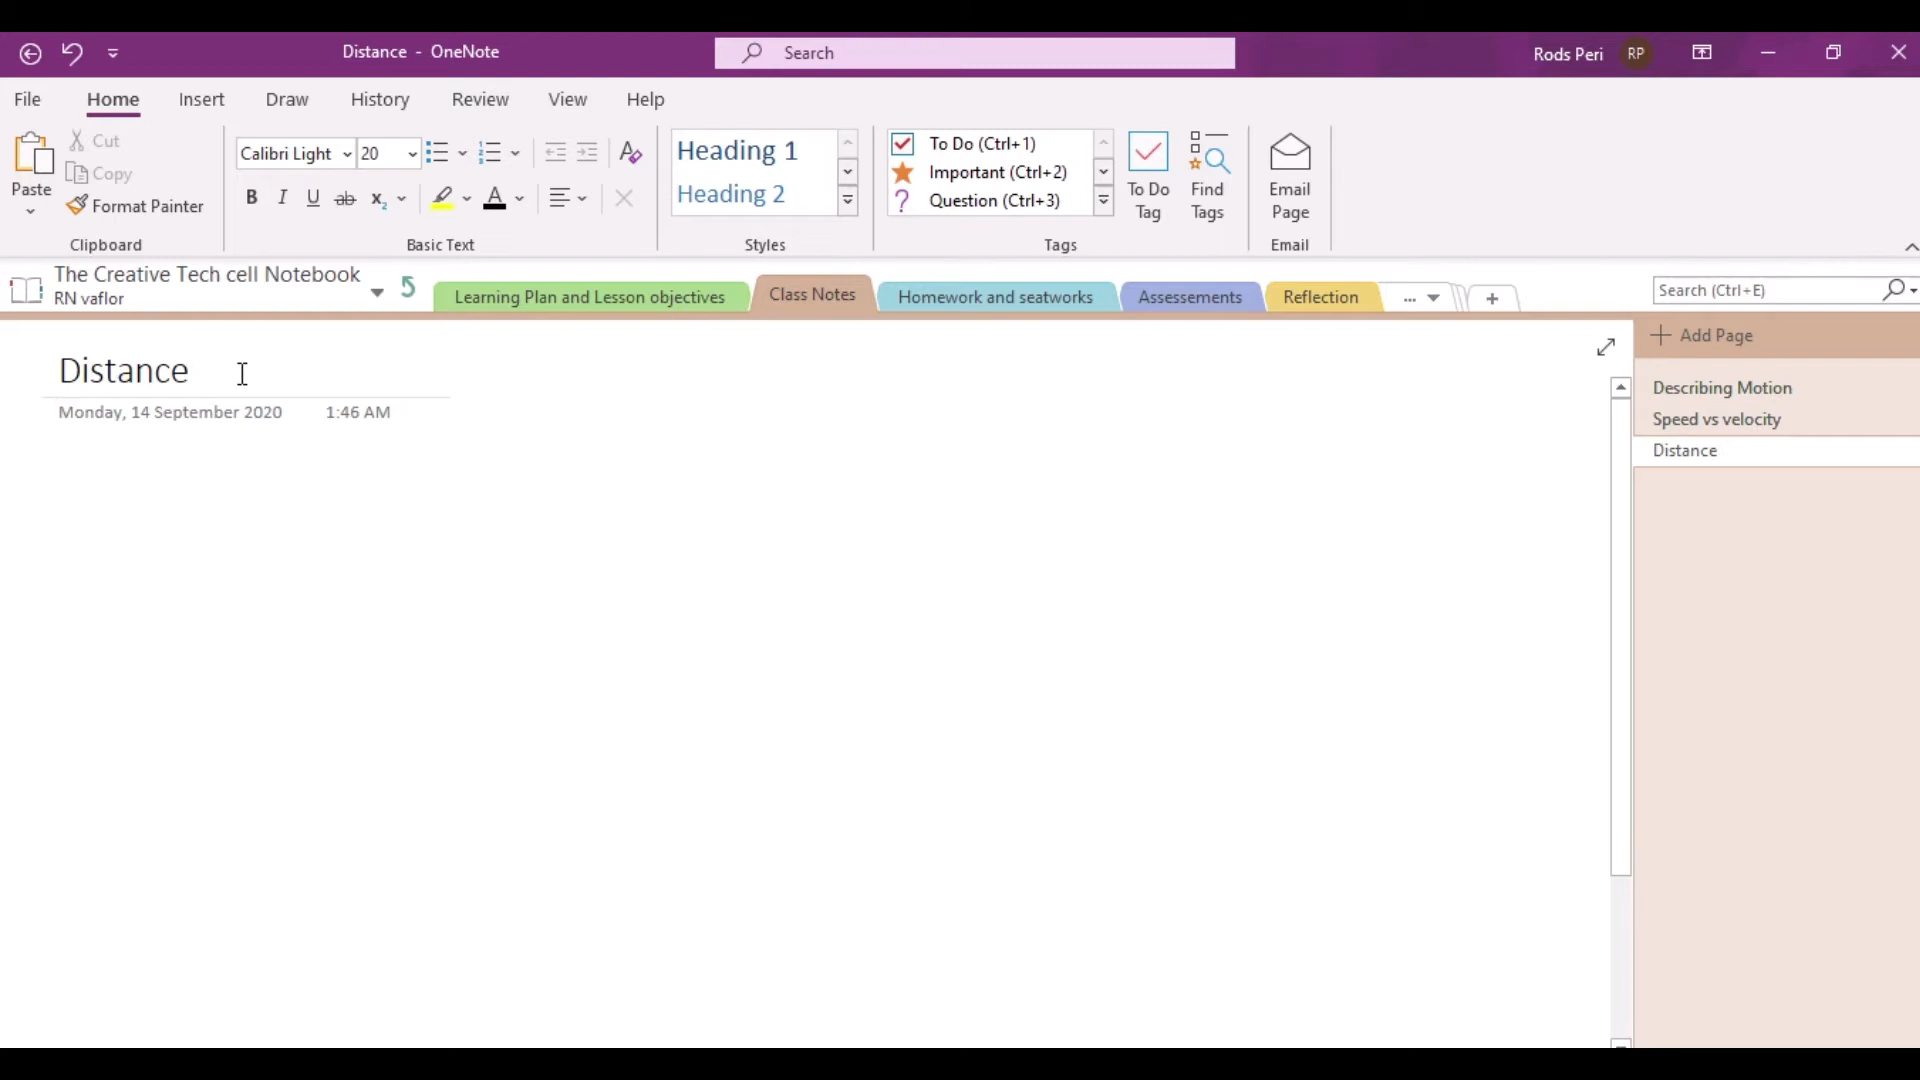 Distance - OneNote
Search
Rods Peri
RP
File
Home
Insert
Draw
History
Review
View
Help
Paste
Cut
Copy
Format Painter
Clipboard
Calibri Light
20
B
I
U
ab
x₂
A
A
Basic Text
Heading 1
Heading 2
Styles
To Do (Ctrl+1)
Important (Ctrl+2)
Question (Ctrl+3)
Tags
To Do
Tag
Find
Tags
Email
Page
Email
The Creative Tech cell Notebook
RN vaflor
Learning Plan and Lesson objectives
Class Notes
Homework and seatworks
Assessements
Reflection
...
Search (Ctrl+E)
Distance
Monday, 14 September 2020
1:46 AM
Add Page
Describing Motion
Speed vs velocity
Distance